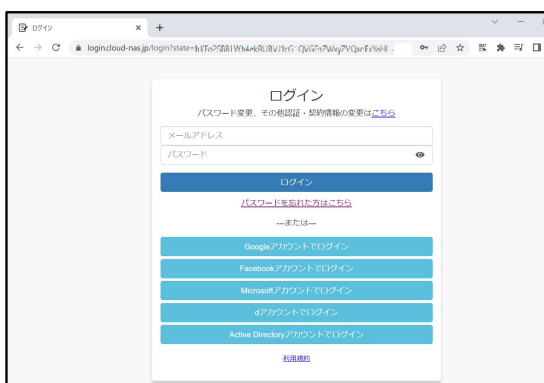 ログイン
login.cloud-nas.jp/login?state=
ログイン
パスワード変更、その他認証・契約情報の変更はこちら
メールアドレス
パスワード
ログイン
パスワードを忘れた方はこちら
---または---
Googleアカウントでログイン
Facebookアカウントでログイン
Microsoftアカウントでログイン
dアカウントでログイン
Active Directoryアカウントでログイン
利用規約